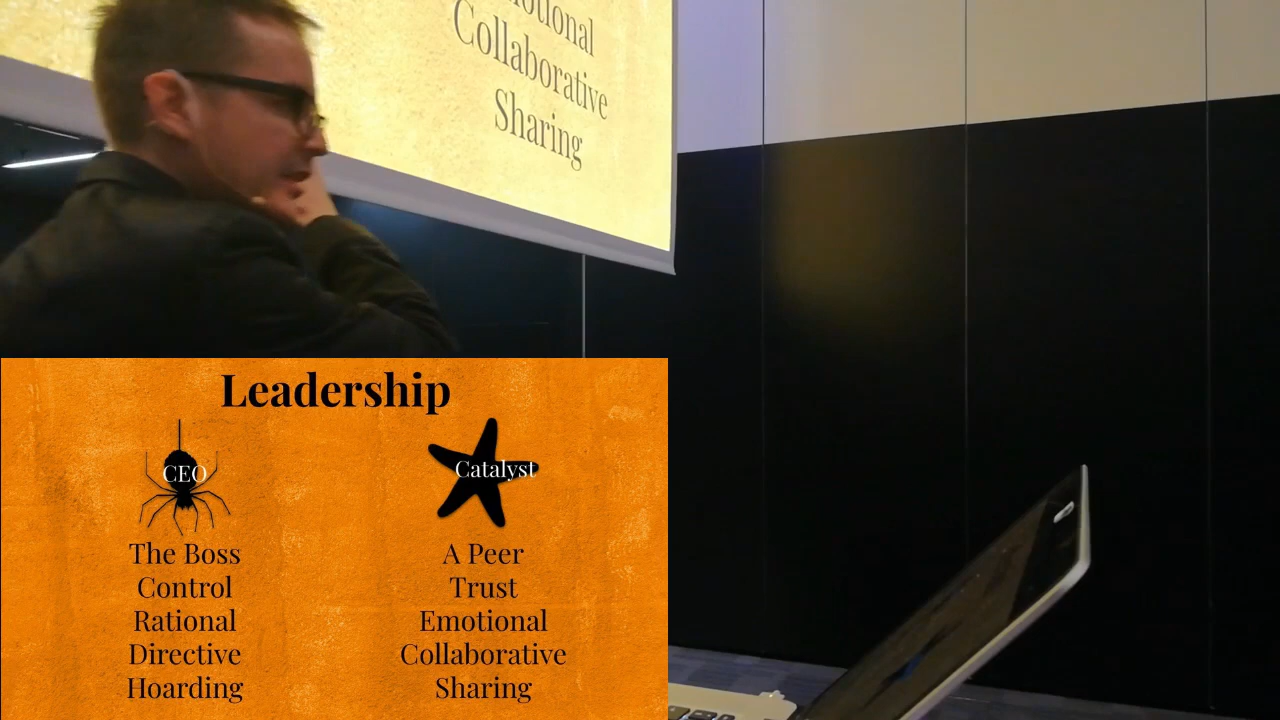 Collaborative
Sharing
Leadership
CEO
Catalyst
The Boss
A Peer
Control
Trust
Rational
Emotional
Directive
Collaborative
Hoarding
Sharing